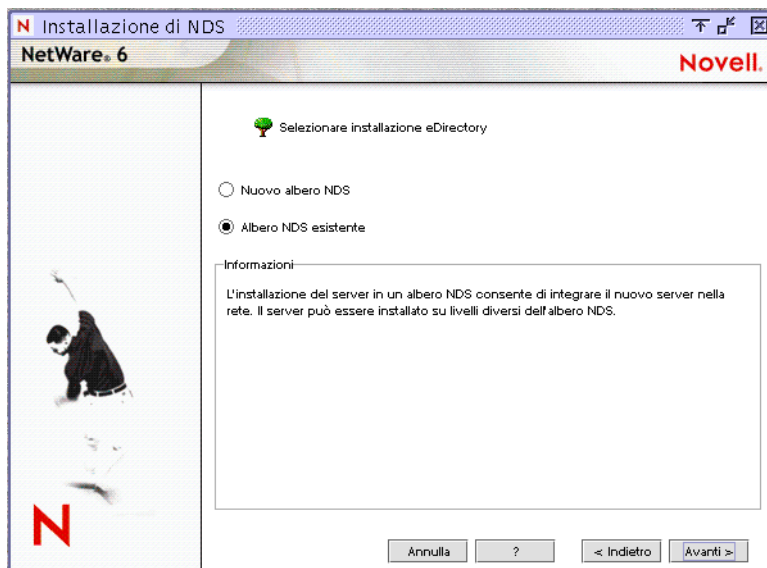 N Installazione di NDS
NetWare® 6
Novell.
Selezionare installazione eDirectory
Nuovo albero NDS
Albero NDS esistente
Informazioni
L'installazione del server in un albero NDS consente di integrare il nuovo server nella
rete. Il server può essere installato su livelli diversi dell'albero NDS.
N
Annulla
?
< Indietro
Avanti >